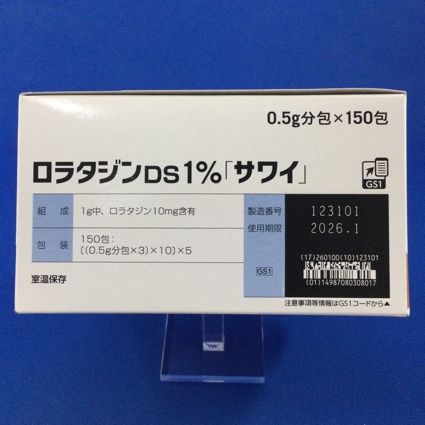 0.5g分包×150包
ロラタジンDS1%「サワイ」
GS1
組成 1g中、ロラタジン10mg含有
包装 150包:
[(0.5g分包×3)×10]×5
製造番号 123101
使用期限 2026.1
GS1
(17)260100(10)123101
(01)14987080308017
室温保存
注意事項等情報はGS1コードから▲